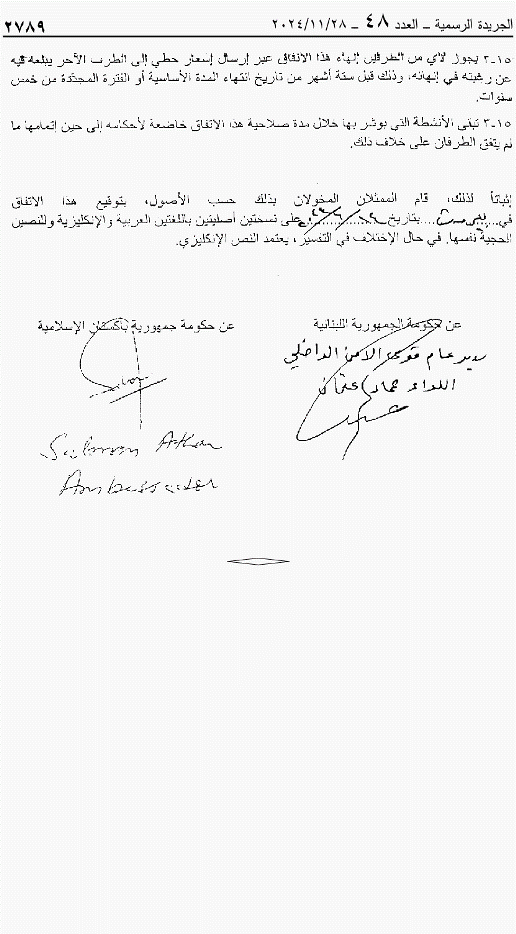 الجريدة الرسمية ــ العدد ٤٨ ــ ٢٠٢٤/١١/٢٨
٢٧٨٩
٢-١٥ يجوز لأي من الطرفين إنهاء هذا الاتفاق عبر إرسال إشعار خطي إلى الطرف الآخر يبلغه فيه
عن رغبته في إنهائه، وذلك قبل ستة أشهر من تاريخ انتهاء المدة الأساسية أو الفترة المجددة من خمس
سنوات.
٣-١٥ تبقى الأنشطة التي بوشر بها خلال مدة صلاحية هذا الاتفاق خاضعة لأحكامه إلى حين إتمامها ما
لم يتفق الطرفان على خلاف ذلك.
إثباتاً لذلك، قام الممثلان المخولان بذلك حسب الأصول، بتوقيع هذا الاتفاق
في.... بتاريخ .... على نسختين أصليتين باللغتين العربية والإنكليزية وللنصين
الحجية نفسها. في حال الإختلاف في التفسير، يعتمد النص الإنكليزي.
عن حكومة الجمهورية اللبنانية
مدير عام قوى الامن الداخلي
اللواء عماد عثمان
عن حكومة جمهورية باكستان الإسلامية
Salman Athar
Ambassador